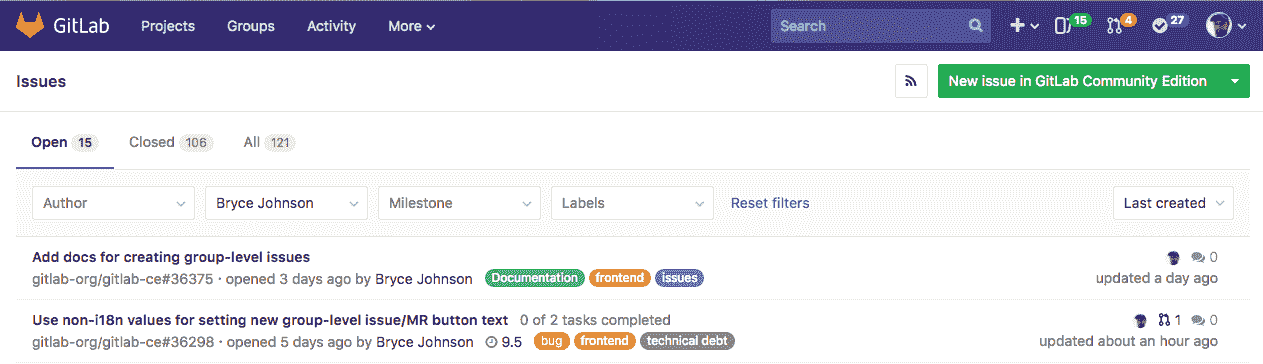 GitLab Projects Groups Activity More Search 15 4 27
Issues New issue in GitLab Community Edition
Open 15 Closed 106 All 121
Author Bryce Johnson Milestone Labels Reset filters Last created
Add docs for creating group-level issues 0
gitlab-org/gitlab-ce#36375 · opened 3 days ago by Bryce Johnson Documentation frontend issues updated a day ago
Use non-i18n values for setting new group-level issue/MR button text 0 of 2 tasks completed 1 0
gitlab-org/gitlab-ce#36298 · opened 5 days ago by Bryce Johnson 9.5 bug frontend technical debt updated about an hour ago